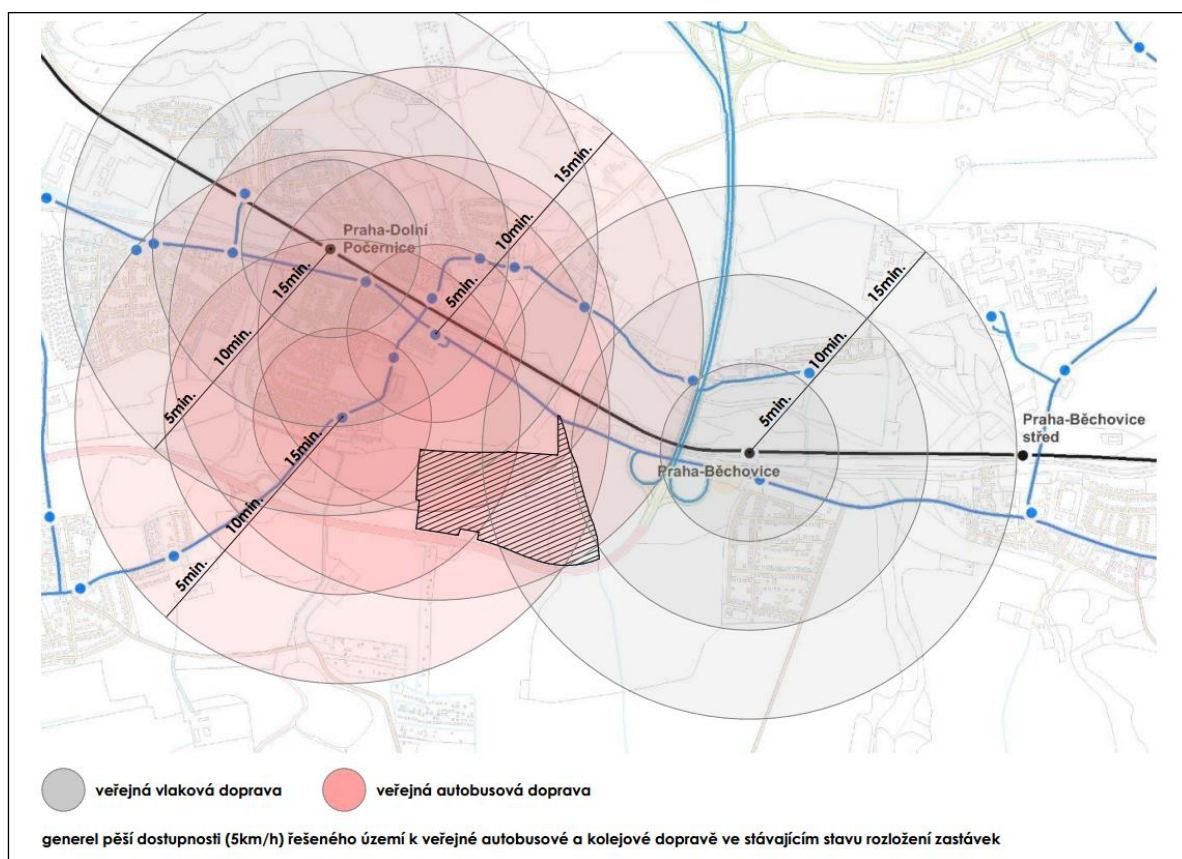 15min.
10min.
5min.
Praha-Dolní
Počernice
15min.
10min.
5min.
15min.
10min.
5min.
15min.
10min.
5min.
Praha-Běchovice
Praha-Běchovice
střed
veřejná vlaková doprava
veřejná autobusová doprava
generel pěší dostupnosti (5km/h) řešeného území k veřejné autobusové a kolejové dopravě ve stávajícím stavu rozložení zastávek